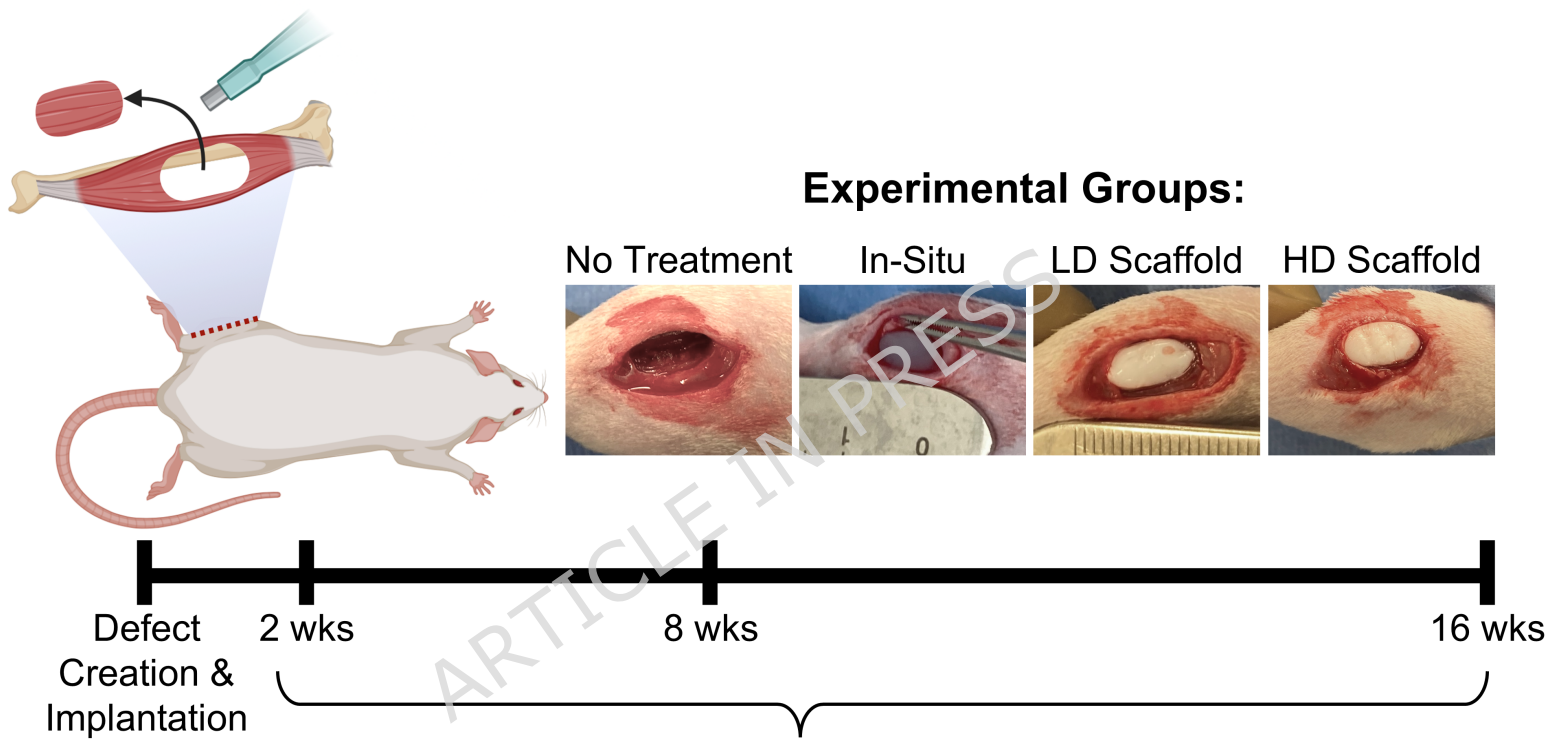 Experimental Groups:
No Treatment
In-Situ
LD Scaffold
HD Scaffold
0
ARTICLE IN PRESS
Defect
Creation &
Implantation
2 wks
8 wks
16 wks